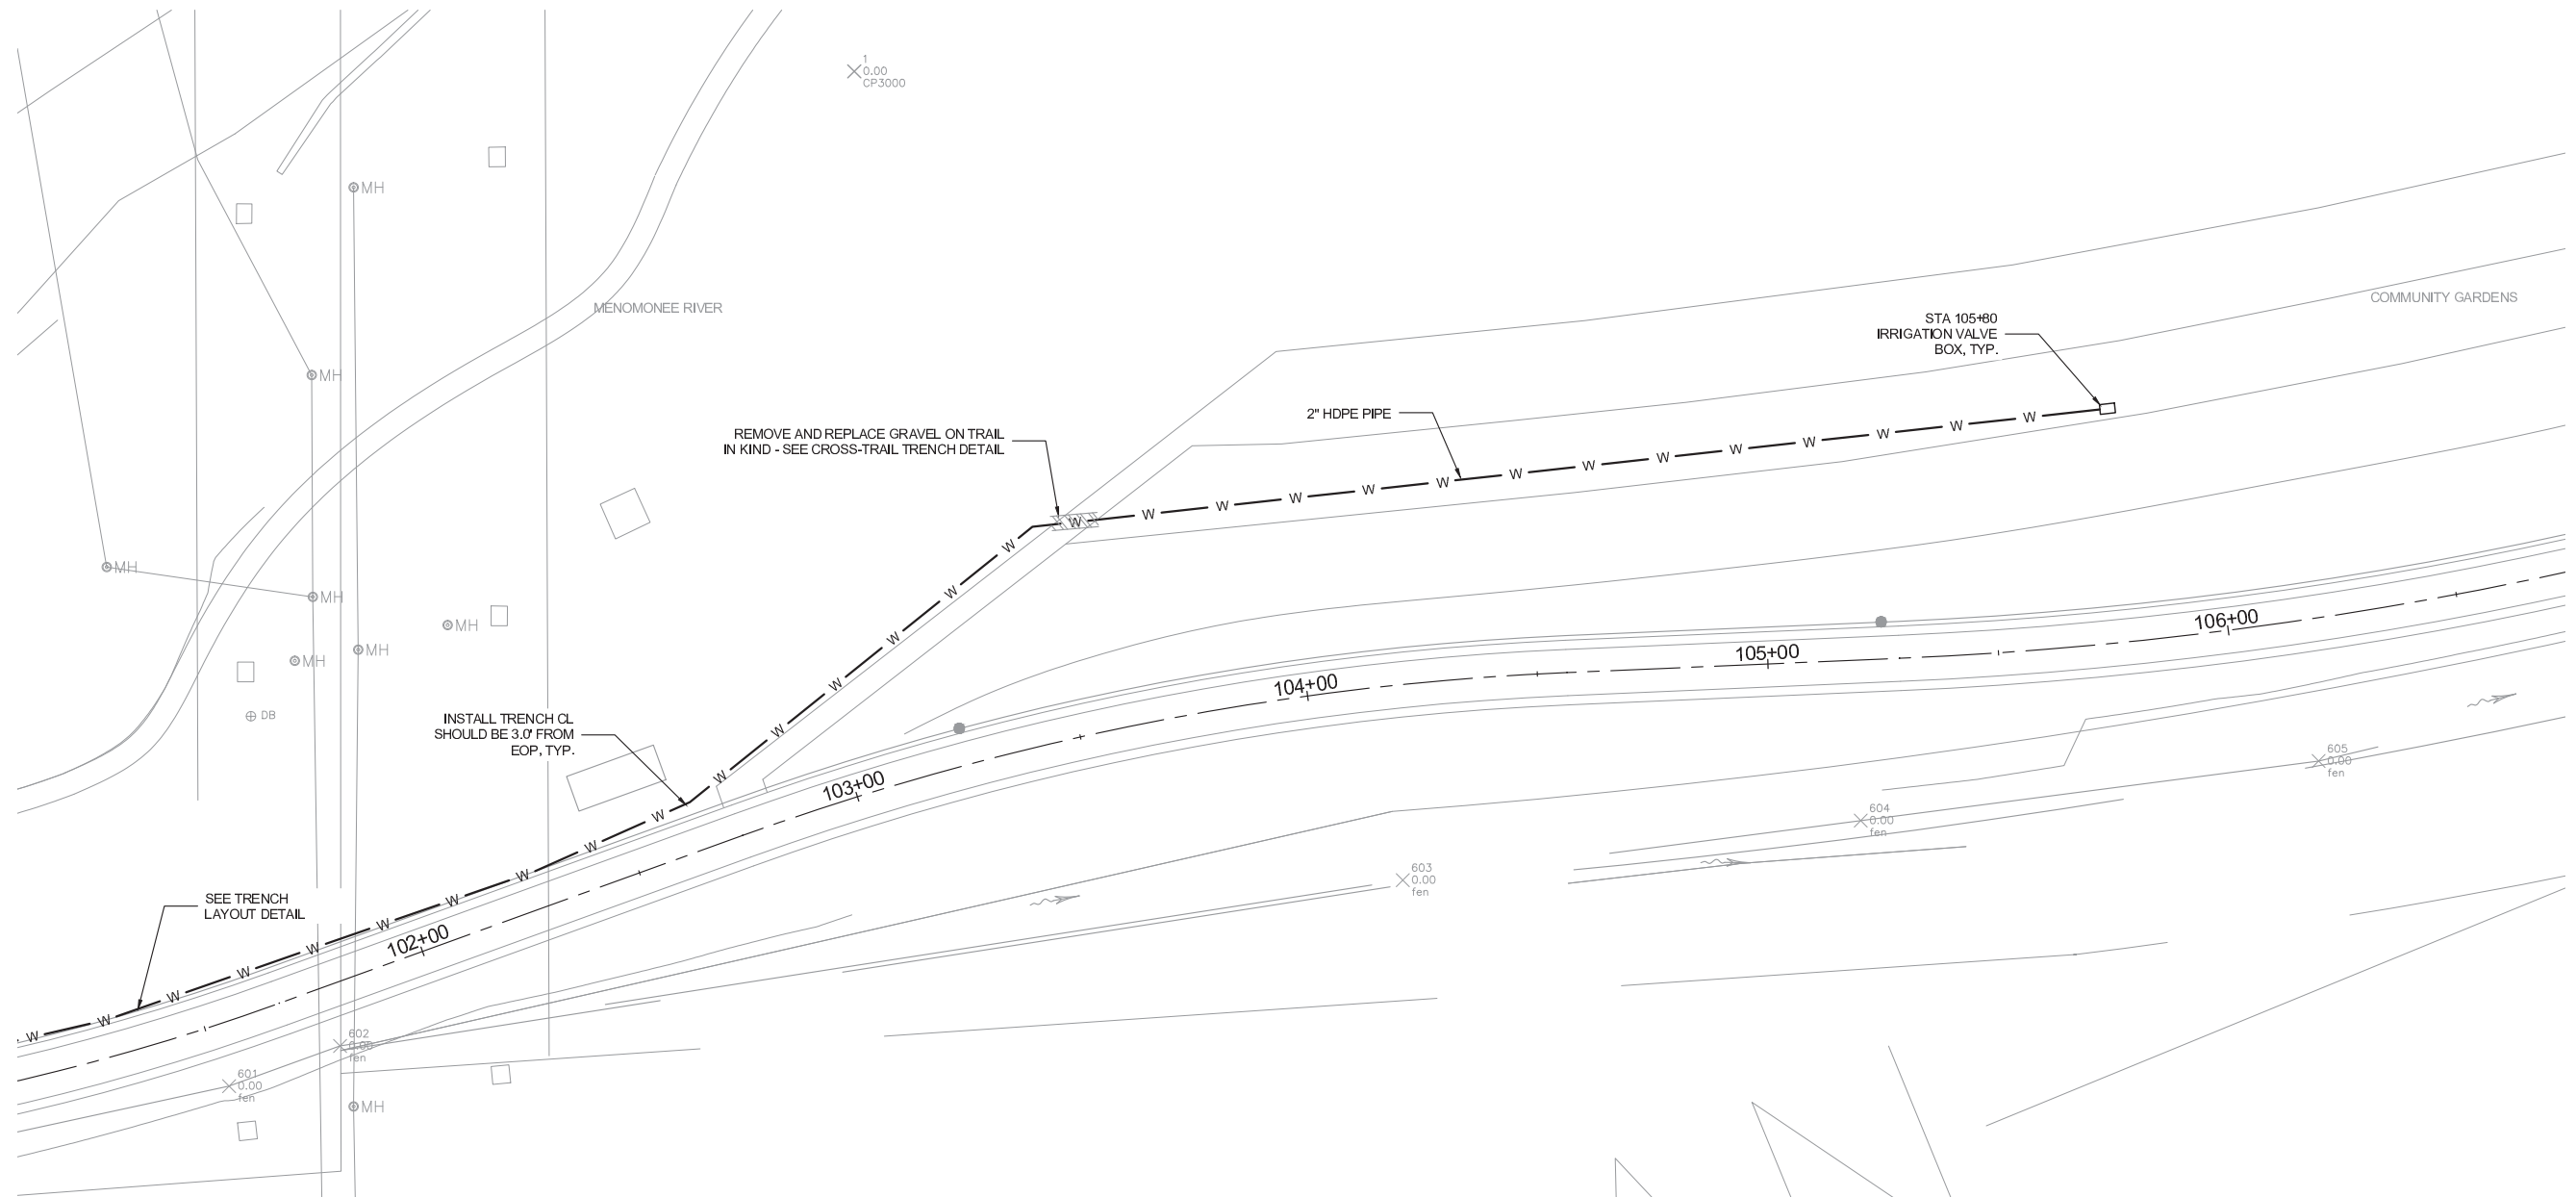 1
0.00
CP3000
MH
MENOMONEE RIVER
COMMUNITY GARDENS
STA 105+80
IRRIGATION VALVE
BOX, TYP.
MH
2" HDPE PIPE
REMOVE AND REPLACE GRAVEL ON TRAIL
IN KIND - SEE CROSS-TRAIL TRENCH DETAIL
W W W W W W W W W W W W W W
MH
MH
MH
MH
MH
DB
W W W W W W
INSTALL TRENCH CL
SHOULD BE 3.0' FROM
EOP, TYP.
106+00
105+00
104+00
103+00
102+00
605
0.00
fen
604
0.00
fen
603
0.00
fen
SEE TRENCH
LAYOUT DETAIL
W W W W W W W W W W
602
0.00
fen
601
0.00
fen
MH